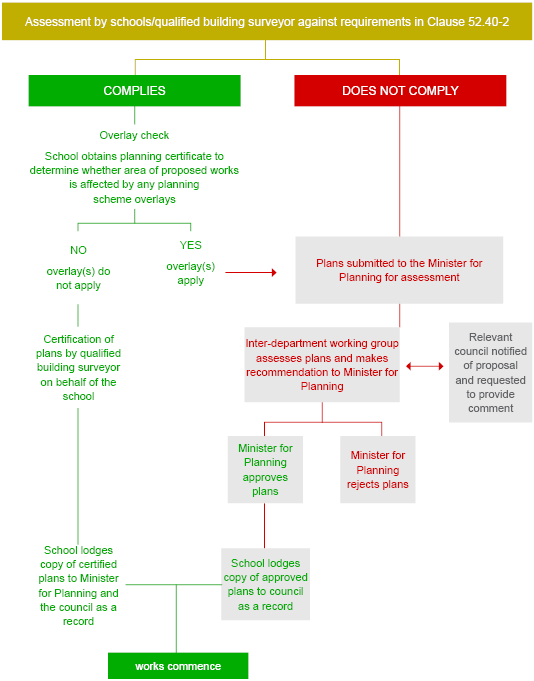 Assessment by schools/qualified building surveyor against requirements in Clause 52.40-2
COMPLIES
DOES NOT COMPLY
Overlay check
School obtains planning certificate to
determine whether area of proposed works
is affected by any planning
scheme overlays
NO
overlay(s) do
not apply
YES
overlay(s)
apply
Plans submitted to the Minister for
Planning for assessment
Certification of
plans by qualified
building surveyor
on behalf of the
school
Inter-department working group
assesses plans and makes
recommendation to Minister for
Planning
Relevant
council notified
of proposal
and requested
to provide
comment
Minister for
Planning
approves
plans
Minister for
Planning
rejects plans
School lodges
copy of certified
plans to Minister
for Planning and
the council as a
record
School lodges
copy of approved
plans to council
as a record
works commence